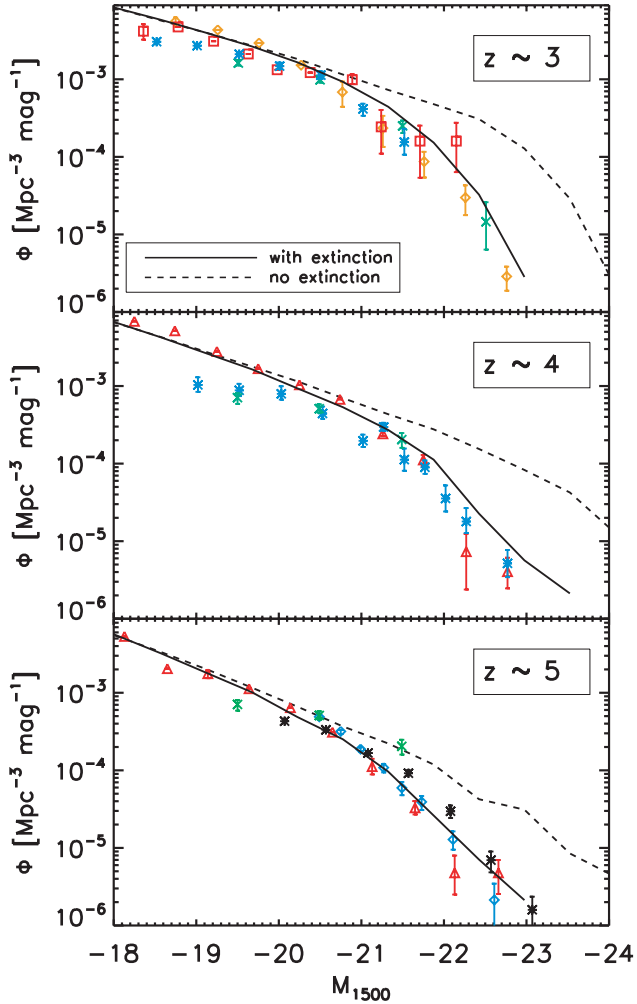 z ~ 3
Φ [Mpc⁻³ mag⁻¹]
10⁻³
10⁻⁴
10⁻⁵
10⁻⁶
with extinction
no extinction
z ~ 4
Φ [Mpc⁻³ mag⁻¹]
10⁻³
10⁻⁴
10⁻⁵
10⁻⁶
z ~ 5
Φ [Mpc⁻³ mag⁻¹]
10⁻³
10⁻⁴
10⁻⁵
10⁻⁶
-18 -19 -20 -21 -22 -23 -24
M₁₅₀₀